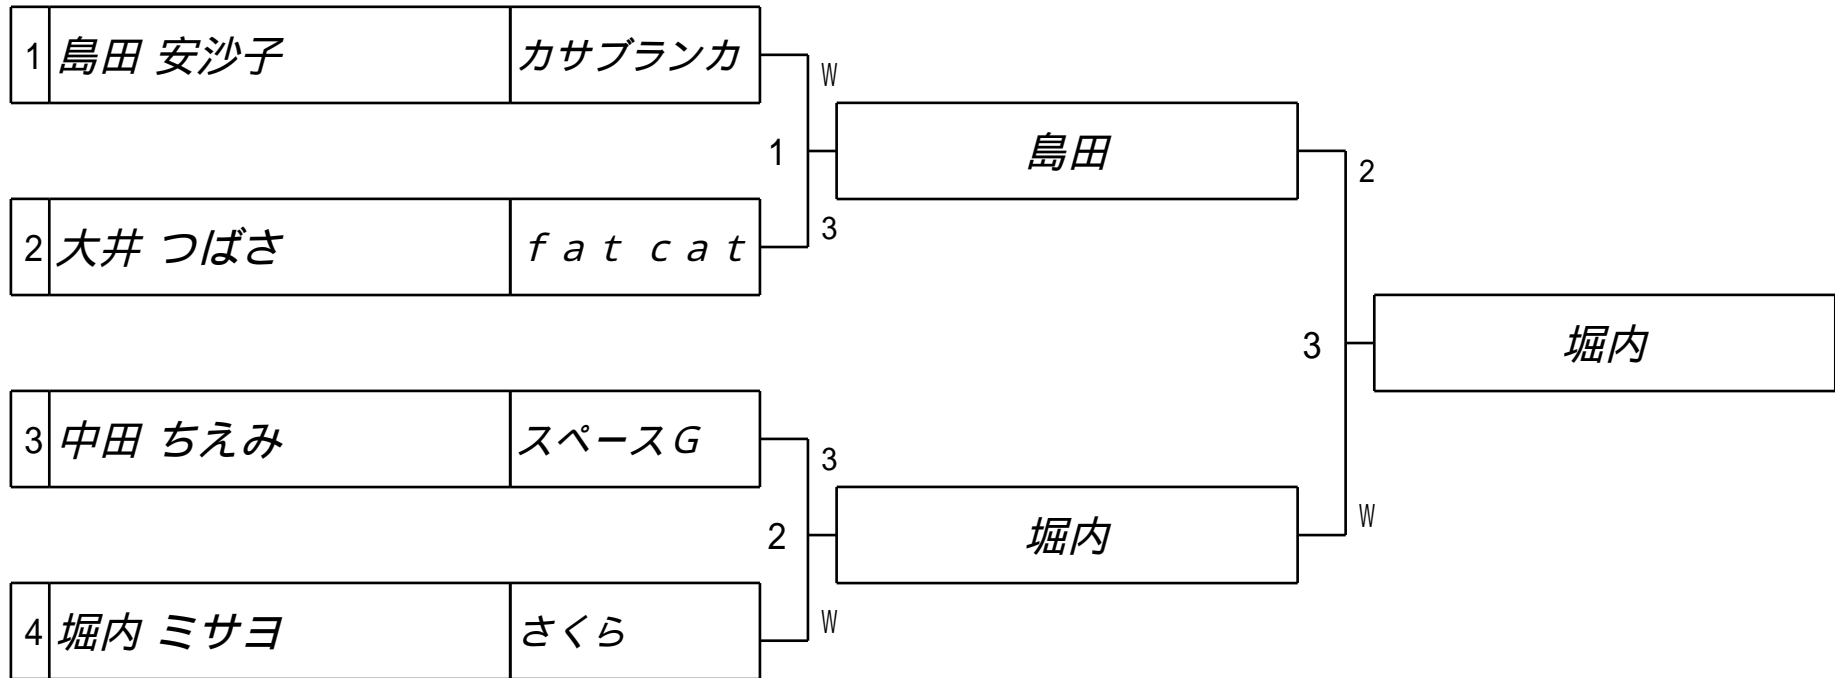 1 島田 安沙子 カサブランカ
W
1 島田
2
2 大井 つばさ ｆａｔ ｃａｔ
3
3 堀内
3 中田 ちえみ スペースＧ
3
2 堀内
W
4 堀内 ミサヨ さくら
W